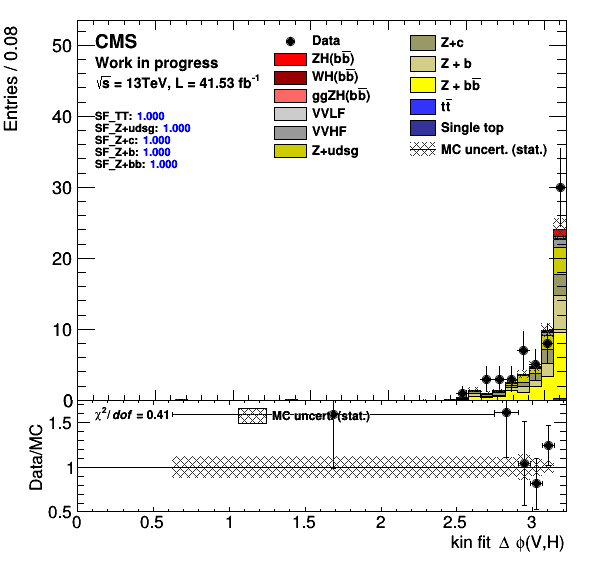 Entries / 0.08
50
40
30
20
10
0
CMS
Work in progress
√s = 13TeV, L = 41.53 fb⁻¹
SF_TT: 1.000
SF_Z+udsg: 1.000
SF_Z+c: 1.000
SF_Z+b: 1.000
SF_Z+bb: 1.000
Data
ZH(bb̅)
WH(bb̅)
ggZH(bb̅)
VVLF
VVHF
Z+udsg
Z+c
Z + b
Z + bb̅
tt̅
Single top
MC uncert. (stat.)
Data/MC
1.5
1
0.5
χ²/ dof = 0.41
MC uncert. (stat.)
0 0.5 1 1.5 2 2.5 3
kin fit Δ ϕ(V,H)